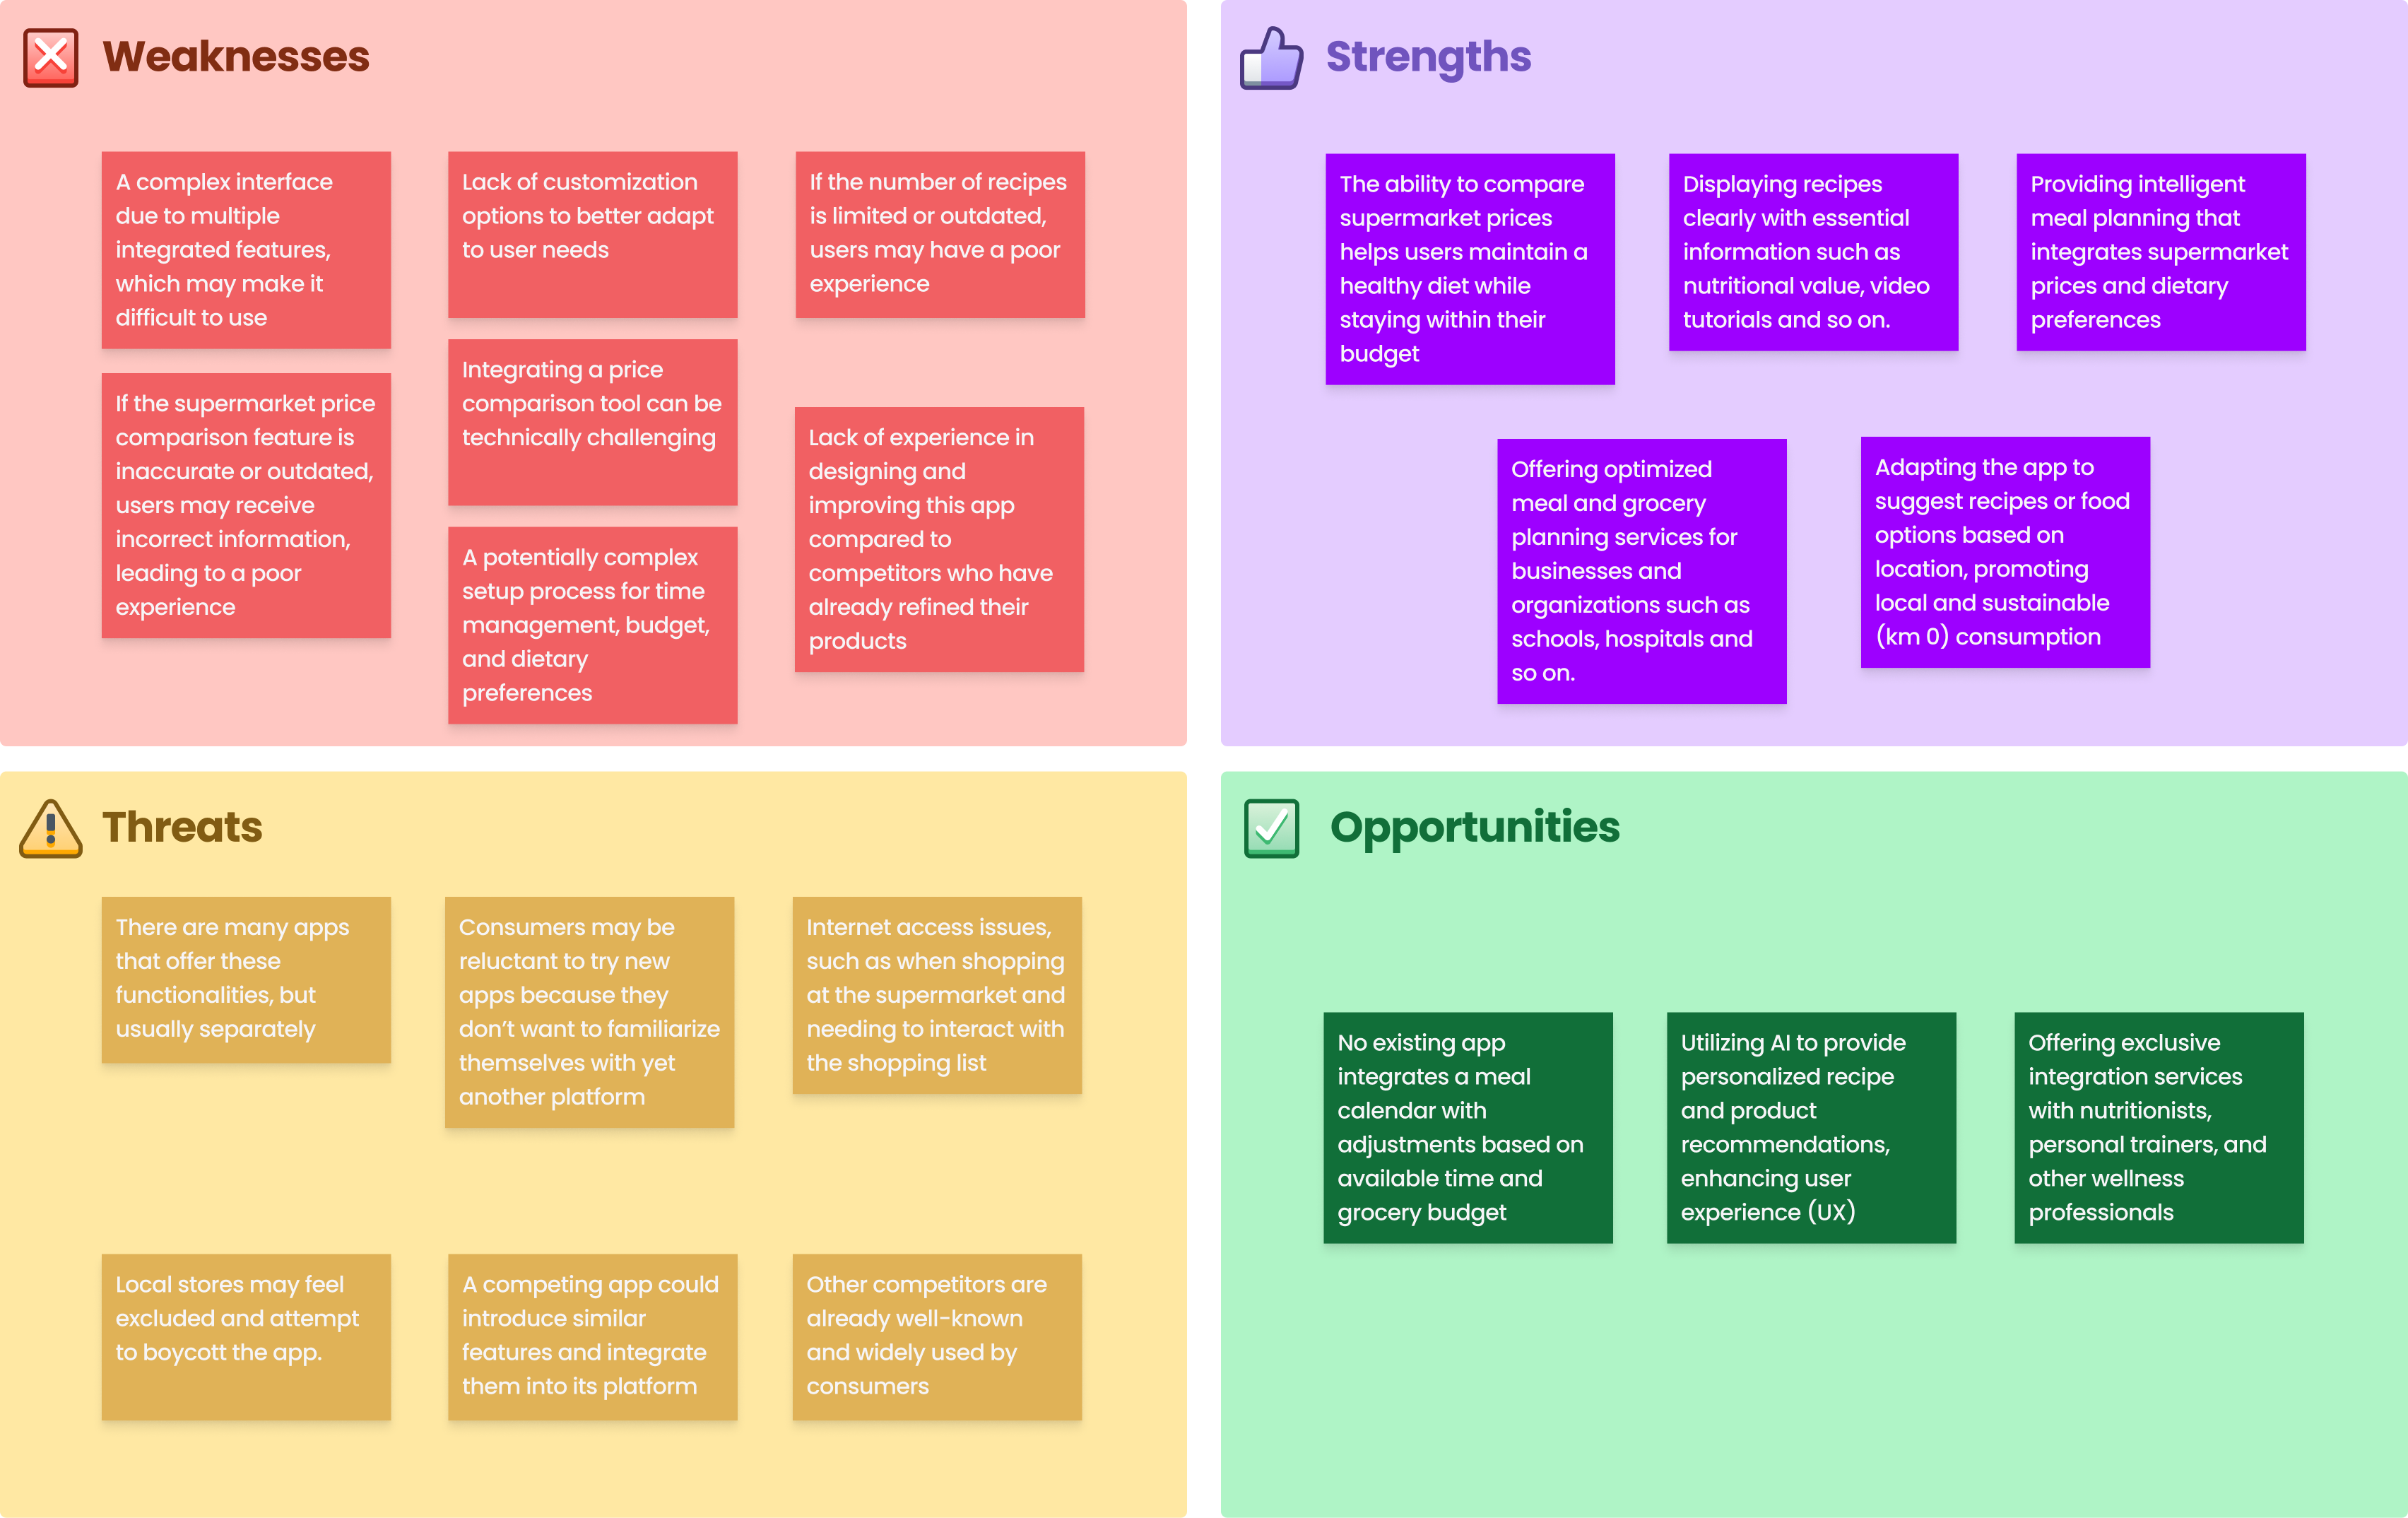 Weaknesses
A complex interface
due to multiple
integrated features,
which may make it
difficult to use
Lack of customization
options to better adapt
to user needs
If the number of recipes
is limited or outdated,
users may have a poor
experience
If the supermarket price
comparison feature is
inaccurate or outdated,
users may receive
incorrect information,
leading to a poor
experience
Integrating a price
comparison tool can be
technically challenging
Lack of experience in
designing and
improving this app
compared to
competitors who have
already refined their
products
A potentially complex
setup process for time
management, budget,
and dietary
preferences
Strengths
The ability to compare
supermarket prices
helps users maintain a
healthy diet while
staying within their
budget
Displaying recipes
clearly with essential
information such as
nutritional value, video
tutorials and so on.
Providing intelligent
meal planning that
integrates supermarket
prices and dietary
preferences
Offering optimized
meal and grocery
planning services for
businesses and
organizations such as
schools, hospitals and
so on.
Adapting the app to
suggest recipes or food
options based on
location, promoting
local and sustainable
(km 0) consumption
Threats
There are many apps
that offer these
functionalities, but
usually separately
Consumers may be
reluctant to try new
apps because they
don’t want to familiarize
themselves with yet
another platform
Internet access issues,
such as when shopping
at the supermarket and
needing to interact with
the shopping list
Local stores may feel
excluded and attempt
to boycott the app.
A competing app could
introduce similar
features and integrate
them into its platform
Other competitors are
already well-known
and widely used by
consumers
Opportunities
No existing app
integrates a meal
calendar with
adjustments based on
available time and
grocery budget
Utilizing AI to provide
personalized recipe
and product
recommendations,
enhancing user
experience (UX)
Offering exclusive
integration services
with nutritionists,
personal trainers, and
other wellness
professionals